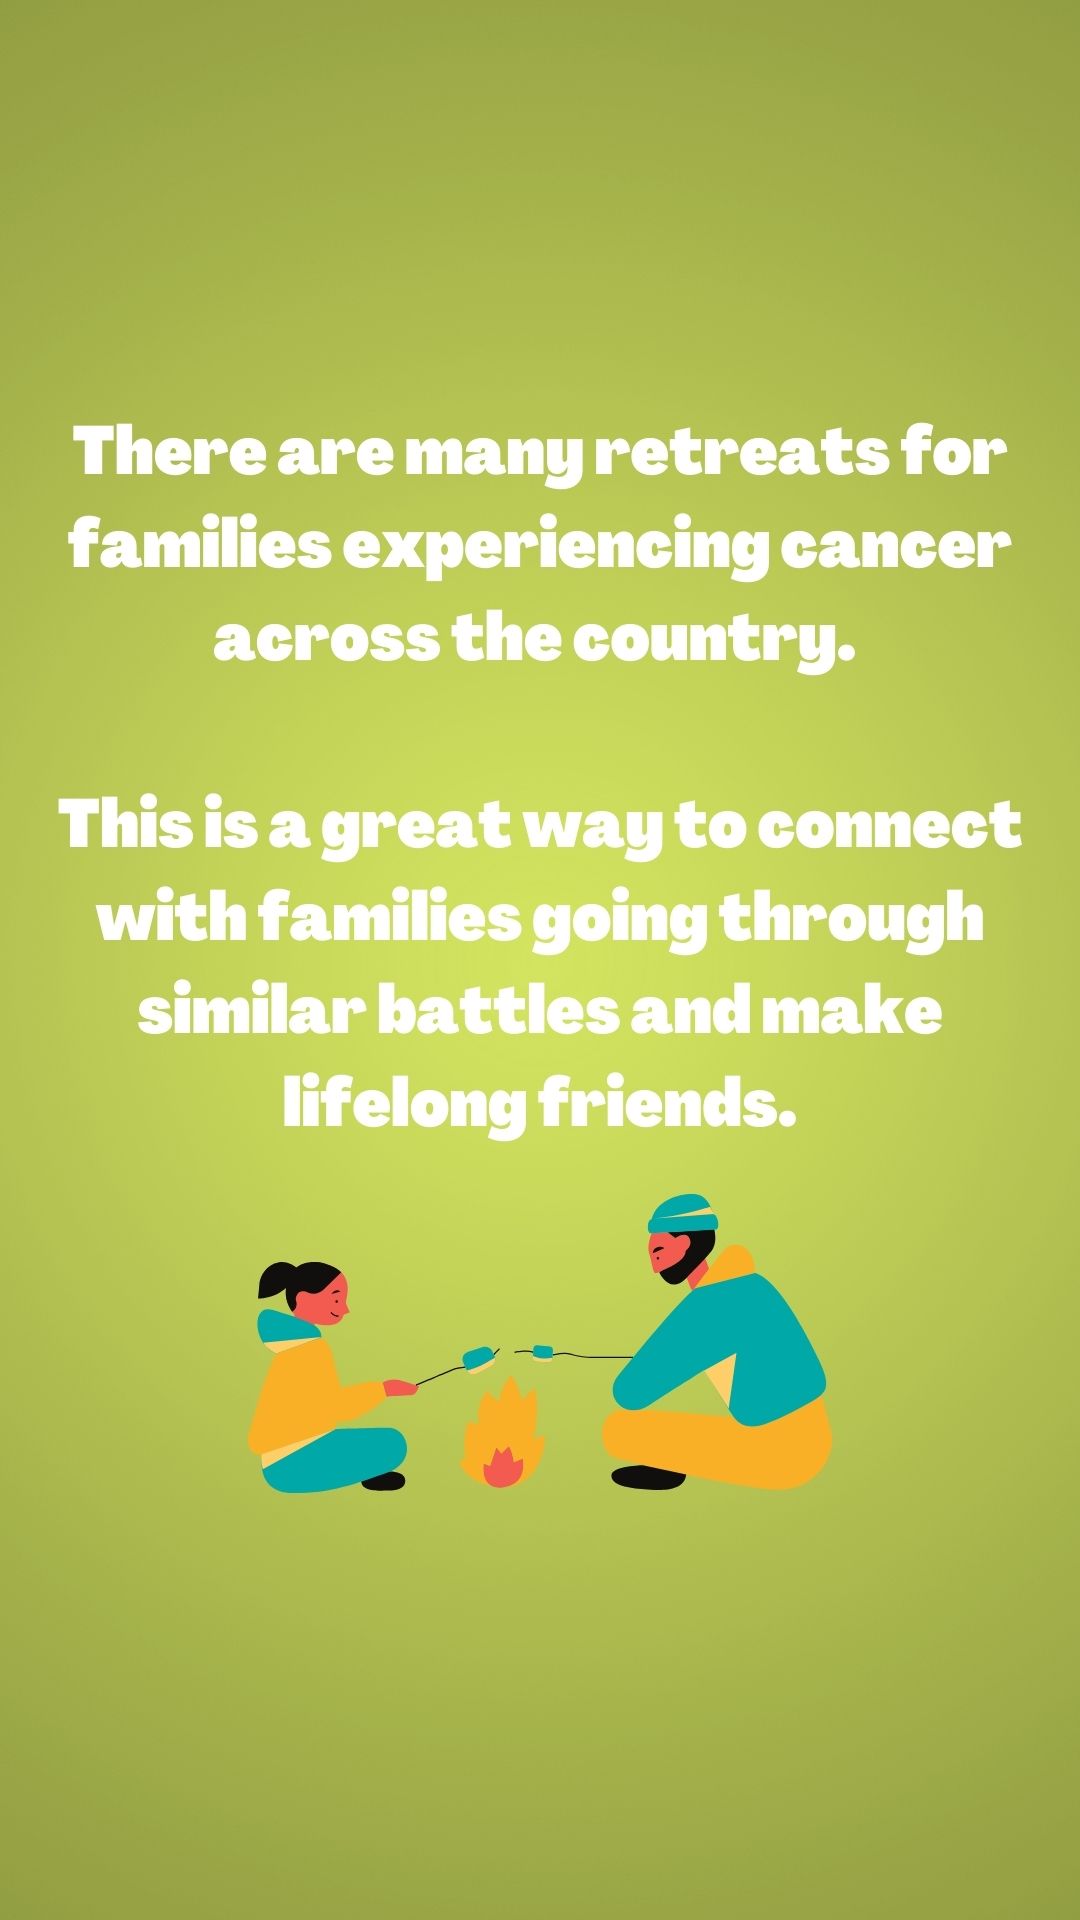 There are many retreats for
families experiencing cancer
across the country.
This is a great way to connect
with families going through
similar battles and make
lifelong friends.